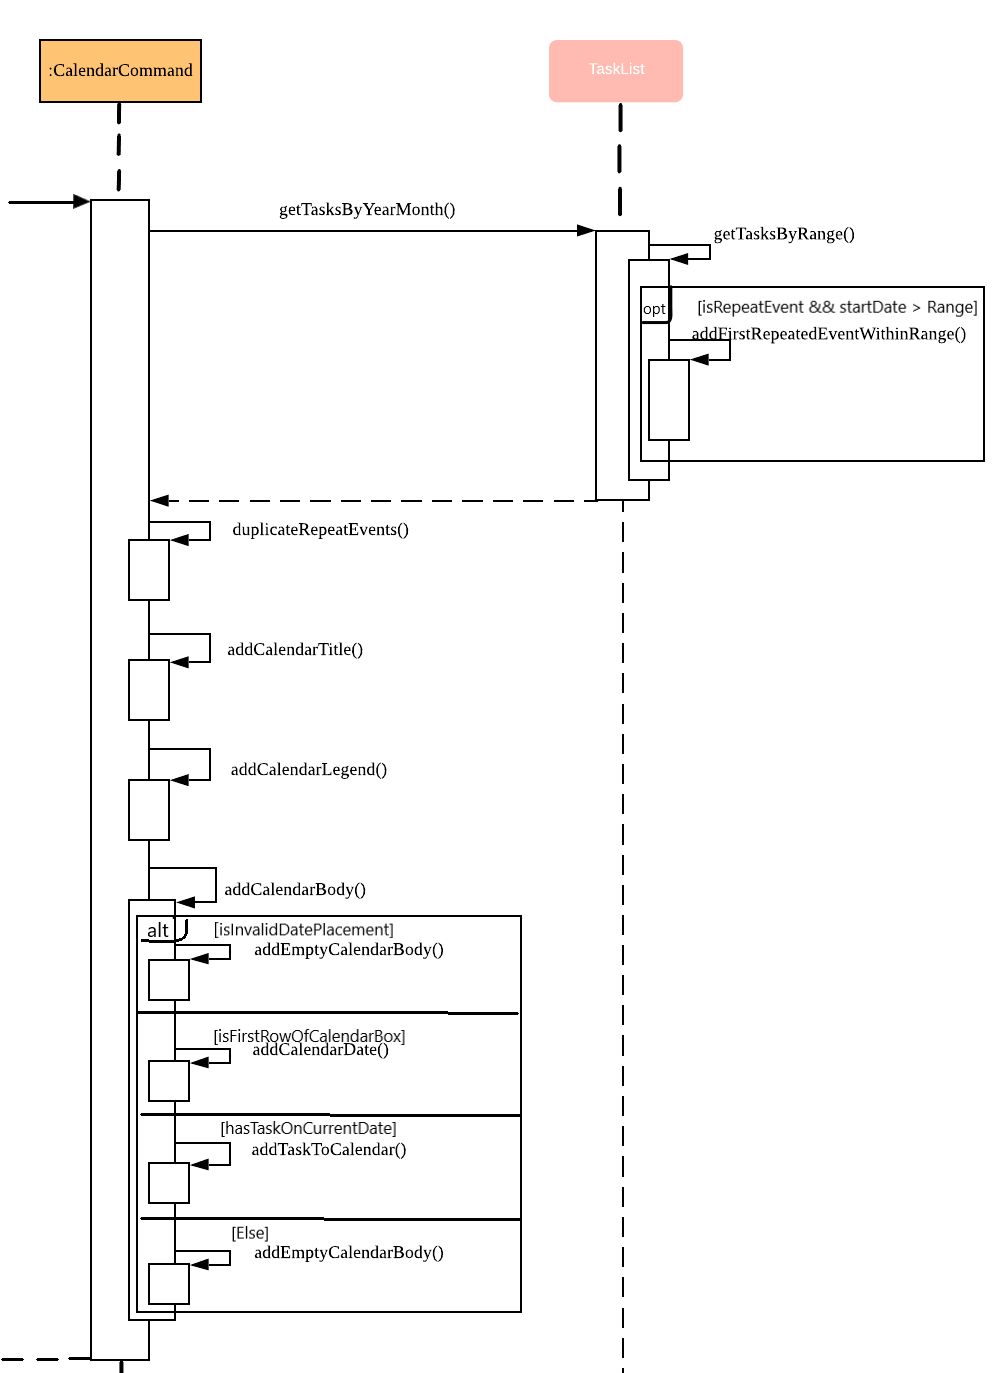 :CalendarCommand
TaskList
getTasksByYearMonth()
getTasksByRange()
opt
[isRepeatEvent && startDate > Range]
addFirstRepeatedEventWithinRange()
duplicateRepeatEvents()
addCalendarTitle()
addCalendarLegend()
addCalendarBody()
alt
[isInvalidDatePlacement]
addEmptyCalendarBody()
[isFirstRowOfCalendarBox]
addCalendarDate()
[hasTaskOnCurrentDate]
addTaskToCalendar()
[Else]
addEmptyCalendarBody()